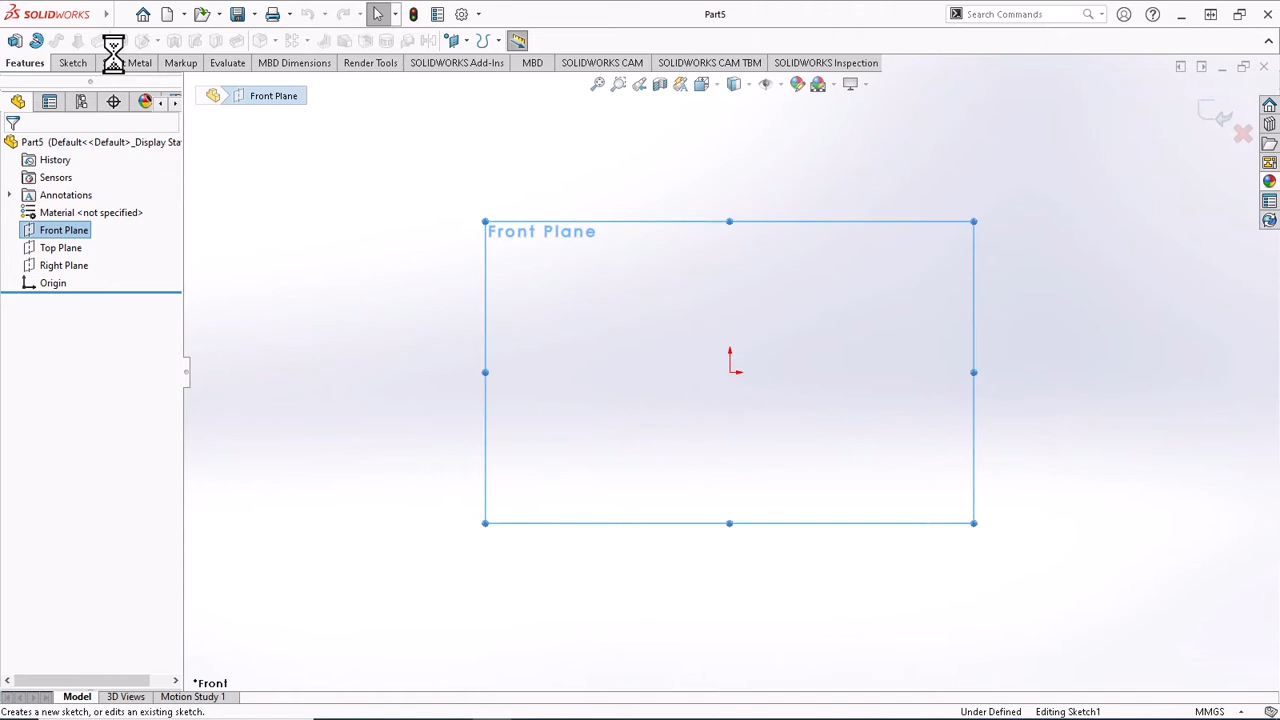 SOLIDWORKS
Part5
Search Commands
Features
Sketch
Metal
Markup
Evaluate
MBD Dimensions
Render Tools
SOLIDWORKS Add-Ins
MBD
SOLIDWORKS CAM
SOLIDWORKS CAM TBM
SOLIDWORKS Inspection
Front Plane
Part5 (Default<<Default>_Display Sta
History
Sensors
Annotations
Material <not specified>
Front Plane
Top Plane
Right Plane
Origin
Front Plane
*Front
Model
3D Views
Motion Study 1
Creates a new sketch, or edits an existing sketch.
Under Defined
Editing Sketch1
MMGS